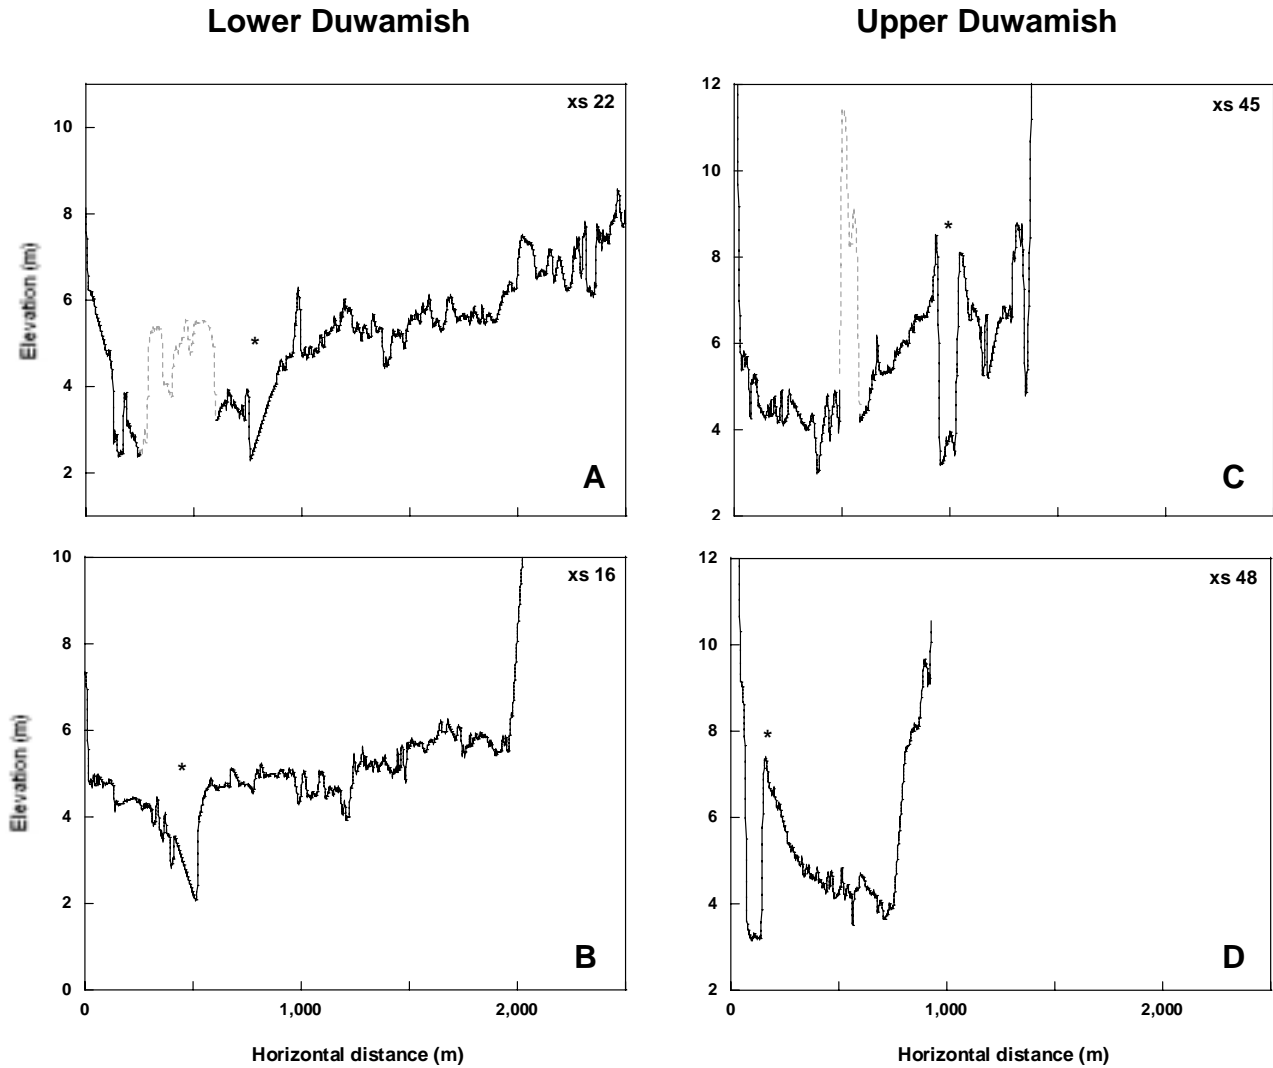 Lower Duwamish
Upper Duwamish
xs 22
10
8
6
4
2
Elevation (m)
*
A
xs 45
12
10
8
6
4
2
*
C
xs 16
10
8
6
4
2
0
Elevation (m)
*
B
0
1,000
2,000
Horizontal distance (m)
xs 48
12
10
8
6
4
2
*
D
0
1,000
2,000
Horizontal distance (m)